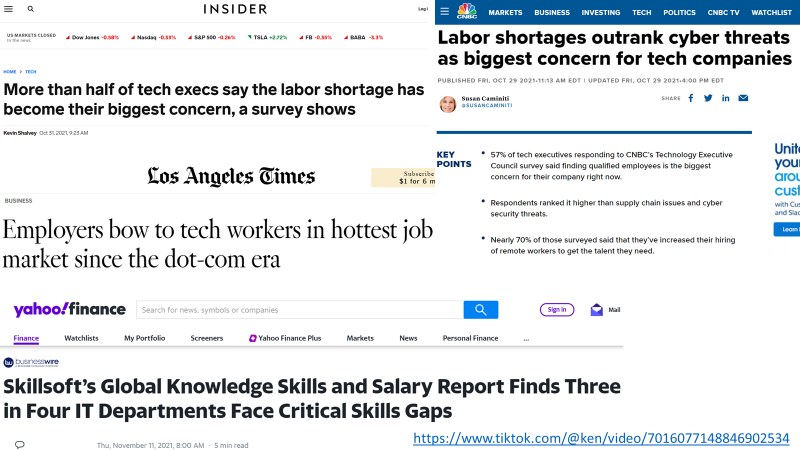 INSIDER
Log In
US MARKETS CLOSED
In the news
Dow Jones -0.58%
Nasdaq -0.33%
S&P 500 -0.26%
TSLA +2.72%
FB -0.35%
BABA -3.3%
HOME > TECH
More than half of tech execs say the labor shortage has
become their biggest concern, a survey shows
Kevin Shalvey Oct 31, 2021, 9:23 AM
CNBC
MARKETS BUSINESS INVESTING TECH POLITICS CNBC TV WATCHLIST
Labor shortages outrank cyber threats
as biggest concern for tech companies
PUBLISHED FRI, OCT 29 2021•11:13 AM EDT | UPDATED FRI, OCT 29 2021•4:00 PM EDT
Susan Caminiti
@SUSANCAMINITI
SHARE
KEY
POINTS
• 57% of tech executives responding to CNBC's Technology Executive
Council survey said finding qualified employees is the biggest
concern for their company right now.
• Respondents ranked it higher than supply chain issues and cyber
security threats.
• Nearly 70% of those surveyed said that they've increased their hiring
of remote workers to get the talent they need.
Unite
your
arou
cust
with Cus
and Slac
Learn
Los Angeles Times
Subscribe
$1 for 6 m
BUSINESS
Employers bow to tech workers in hottest job
market since the dot-com era
yahoo!finance
Search for news, symbols or companies
Sign in
Mail
Finance Watchlists My Portfolio Screeners Yahoo Finance Plus Markets News Personal Finance ...
bw businesswire
Skillsoft's Global Knowledge Skills and Salary Report Finds Three
in Four IT Departments Face Critical Skills Gaps
Thu, November 11, 2021, 8:00 AM · 5 min read
https://www.tiktok.com/@ken/video/7016077148846902534